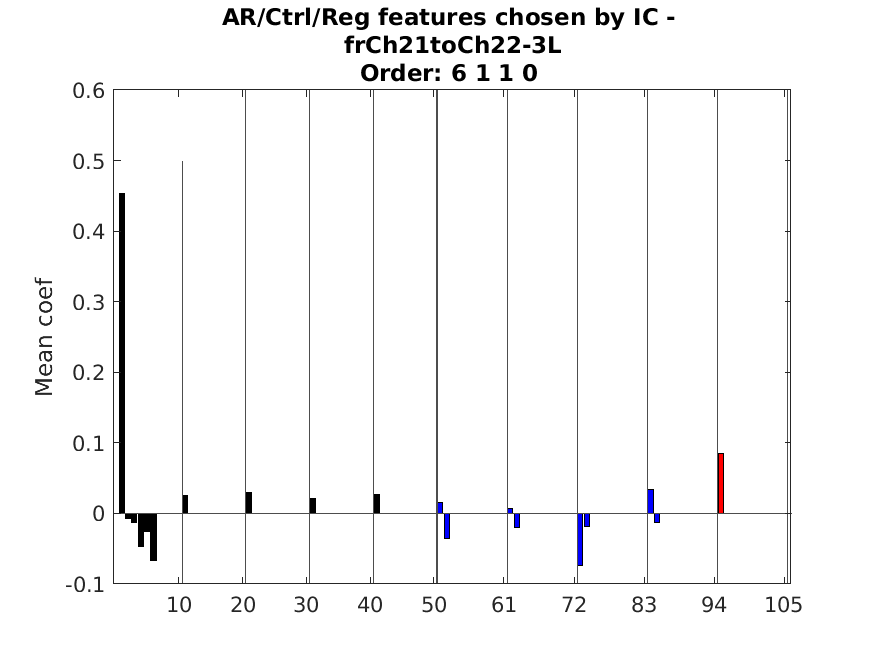 AR/Ctrl/Reg features chosen by IC -
frCh21toCh22-3L
Order: 6 1 1 0
0.6
0.5
0.4
0.3
0.2
0.1
0
-0.1
Mean coef
10 20 30 40 50 61 72 83 94 105